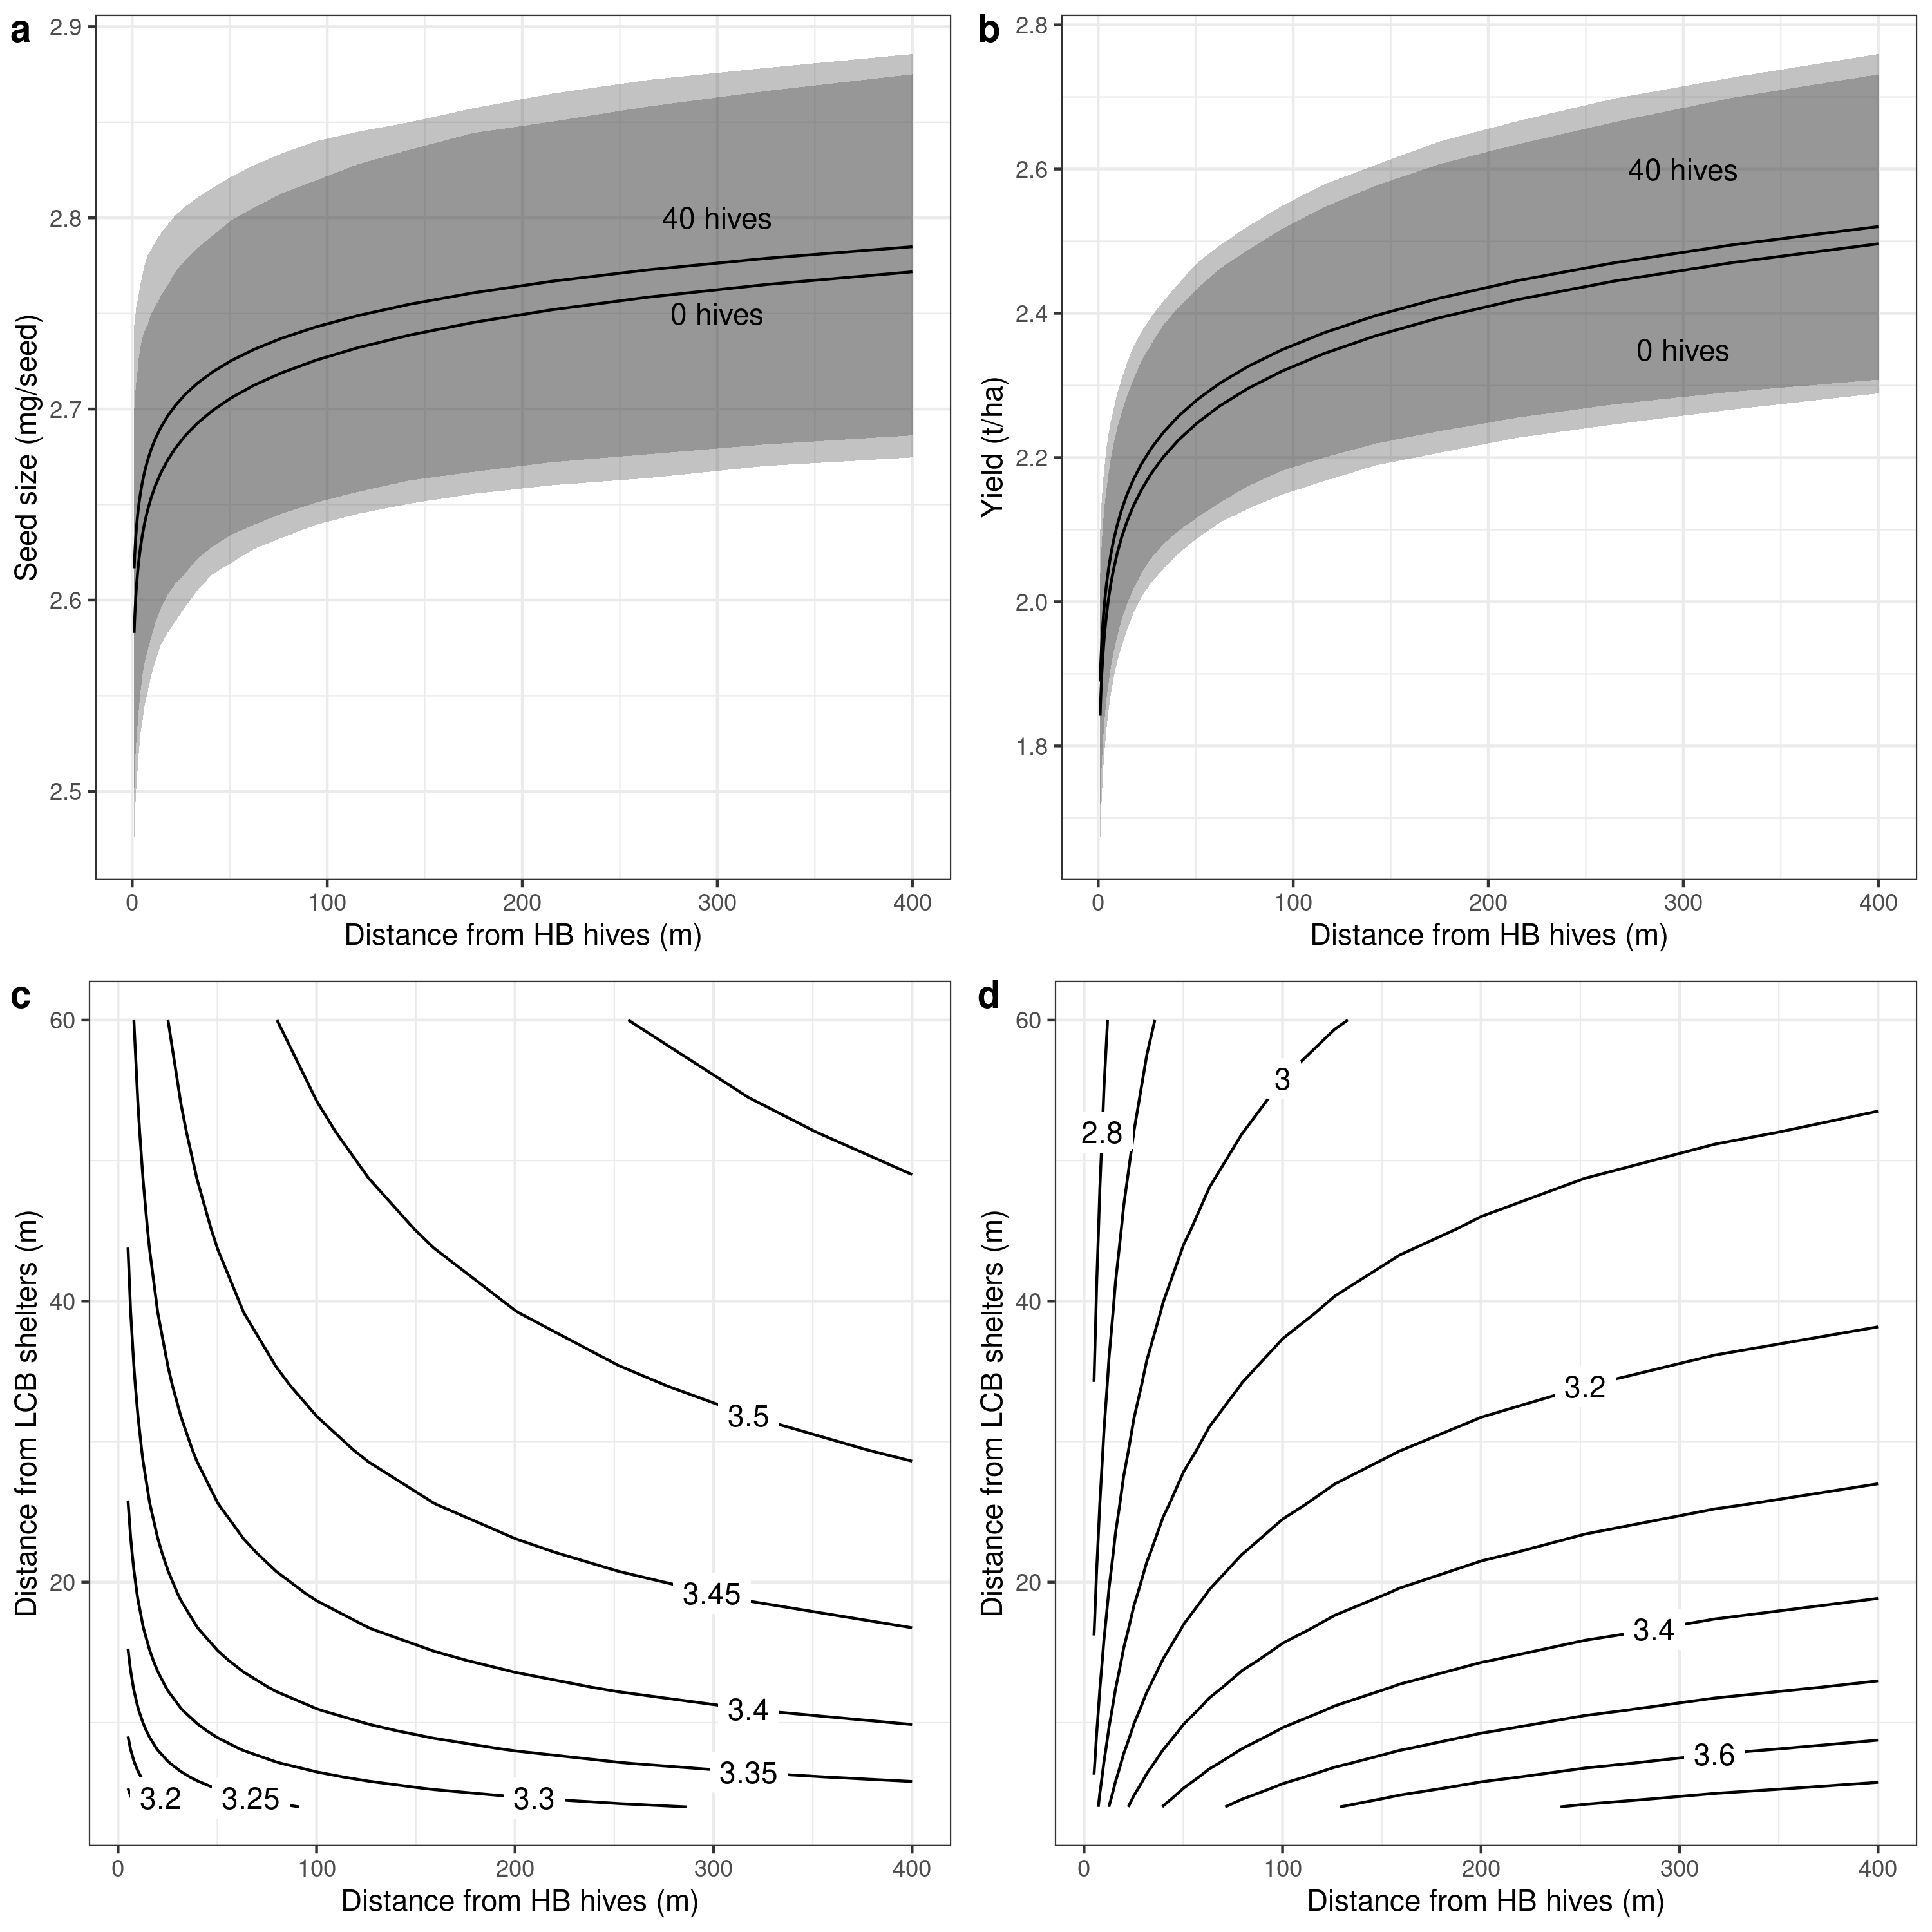 a
2.9
2.8
2.7
2.6
2.5
Seed size (mg/seed)
40 hives
0 hives
0 100 200 300 400
Distance from HB hives (m)
b
2.8
2.6
2.4
2.2
2.0
1.8
Yield (t/ha)
40 hives
0 hives
0 100 200 300 400
Distance from HB hives (m)
c
60
40
20
Distance from LCB shelters (m)
3.5
3.45
3.4
3.35
3.2 3.25 3.3
0 100 200 300 400
Distance from HB hives (m)
d
60
40
20
Distance from LCB shelters (m)
3
2.8
3.2
3.4
3.6
0 100 200 300 400
Distance from HB hives (m)